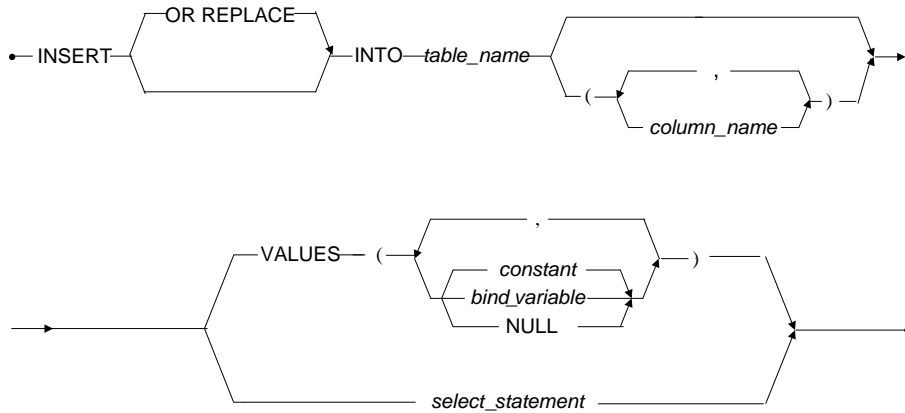 OR REPLACE
INSERT INTO table_name
( , )
column_name
VALUES ( , )
constant
bind_variable
NULL
select_statement